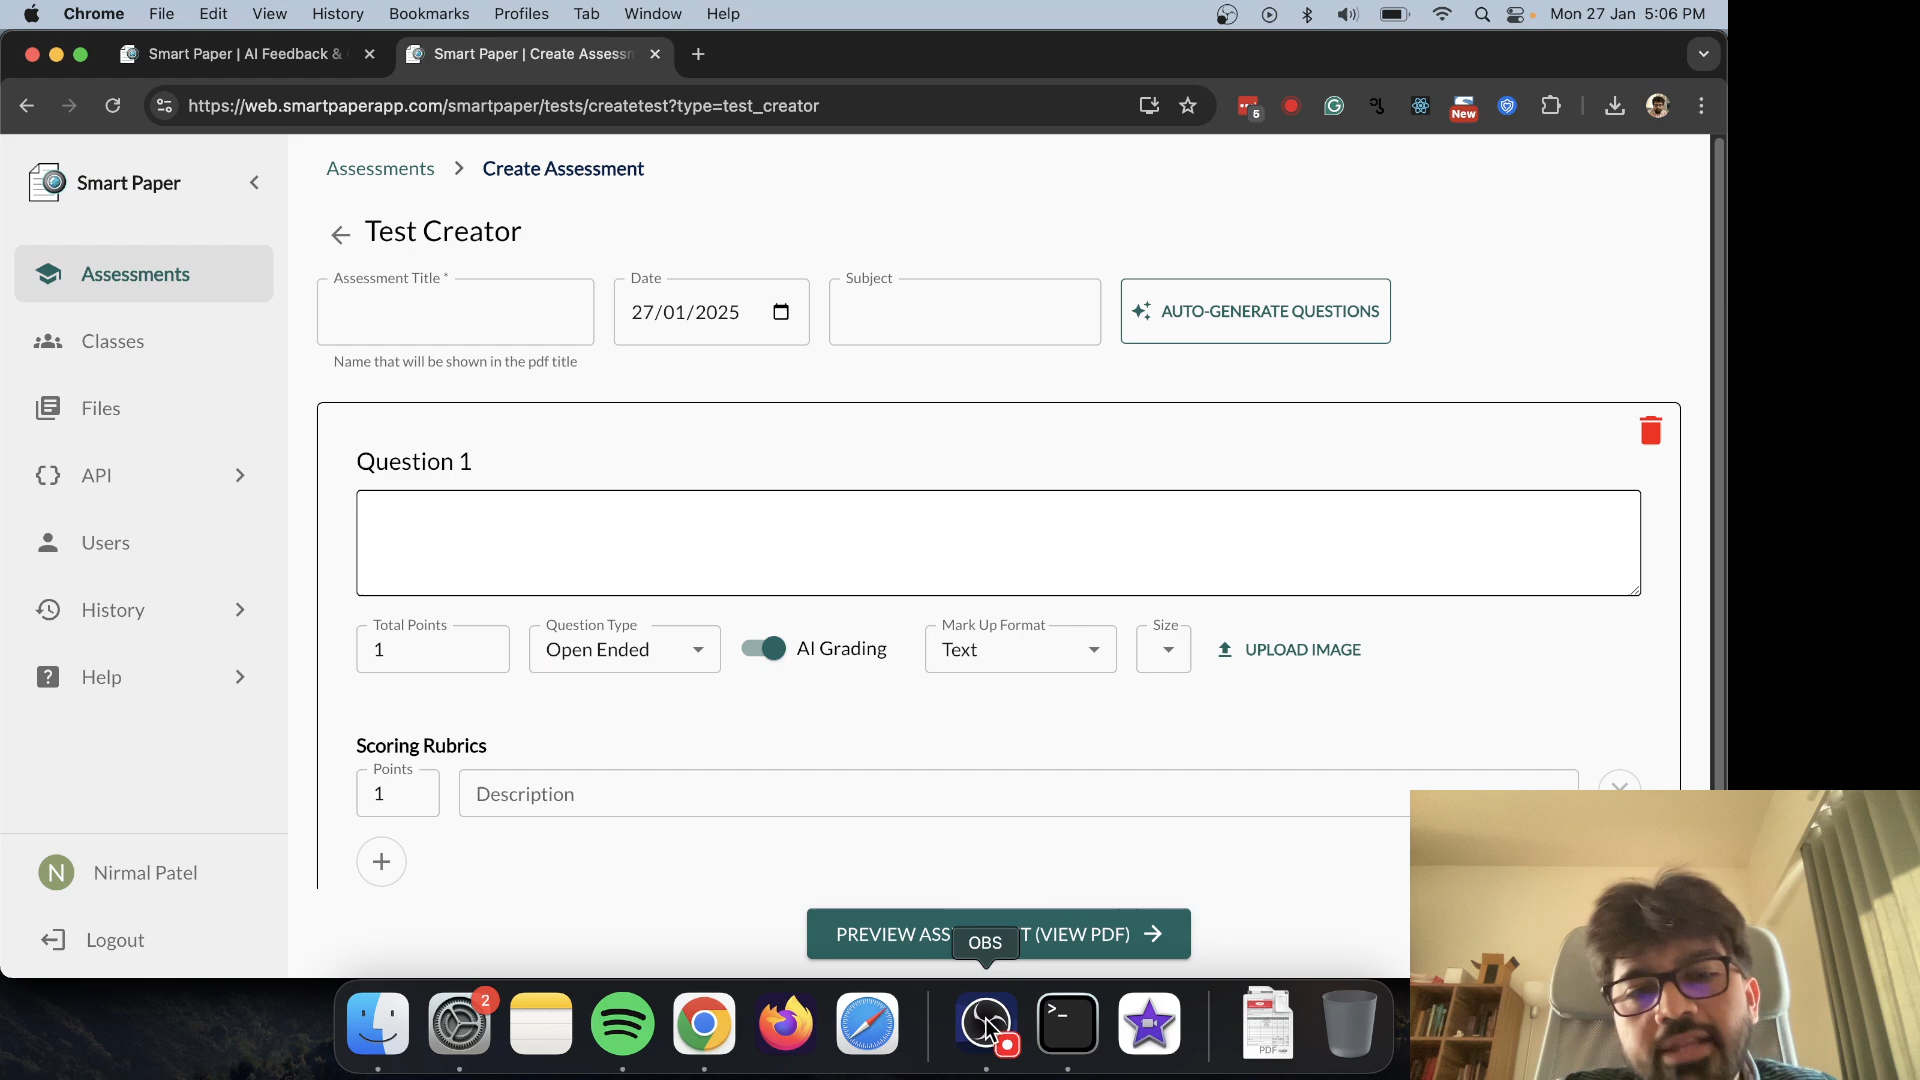 Chrome File Edit View History Bookmarks Profiles Tab Window Help Mon 27 Jan 5:06 PM
Smart Paper | AI Feedback & Smart Paper | Create Assessm
https://web.smartpaperapp.com/smartpaper/tests/createtest?type=test_creator 5 New
Smart Paper
Assessments
Classes
Files
API
Users
History
Help
Nirmal Patel
N
Logout
Assessments > Create Assessment
Test Creator
Assessment Title * Date Subject
27/01/2025 AUTO-GENERATE QUESTIONS
Name that will be shown in the pdf title
Question 1
Total Points Question Type Mark Up Format Size
1 Open Ended AI Grading Text UPLOAD IMAGE
Scoring Rubrics
Points
1 Description
PREVIEW ASS T (VIEW PDF)
OBS
2
PDF